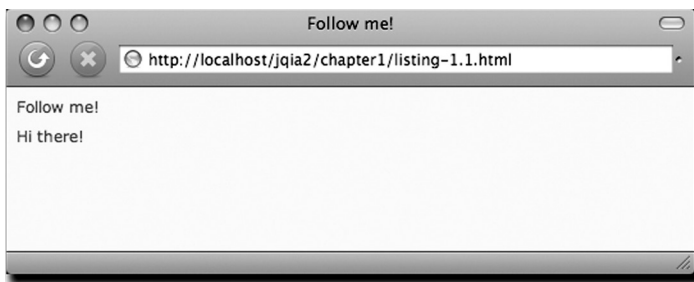 Follow me!
http://localhost/jqia2/chapter1/listing-1.1.html
Follow me!
Hi there!